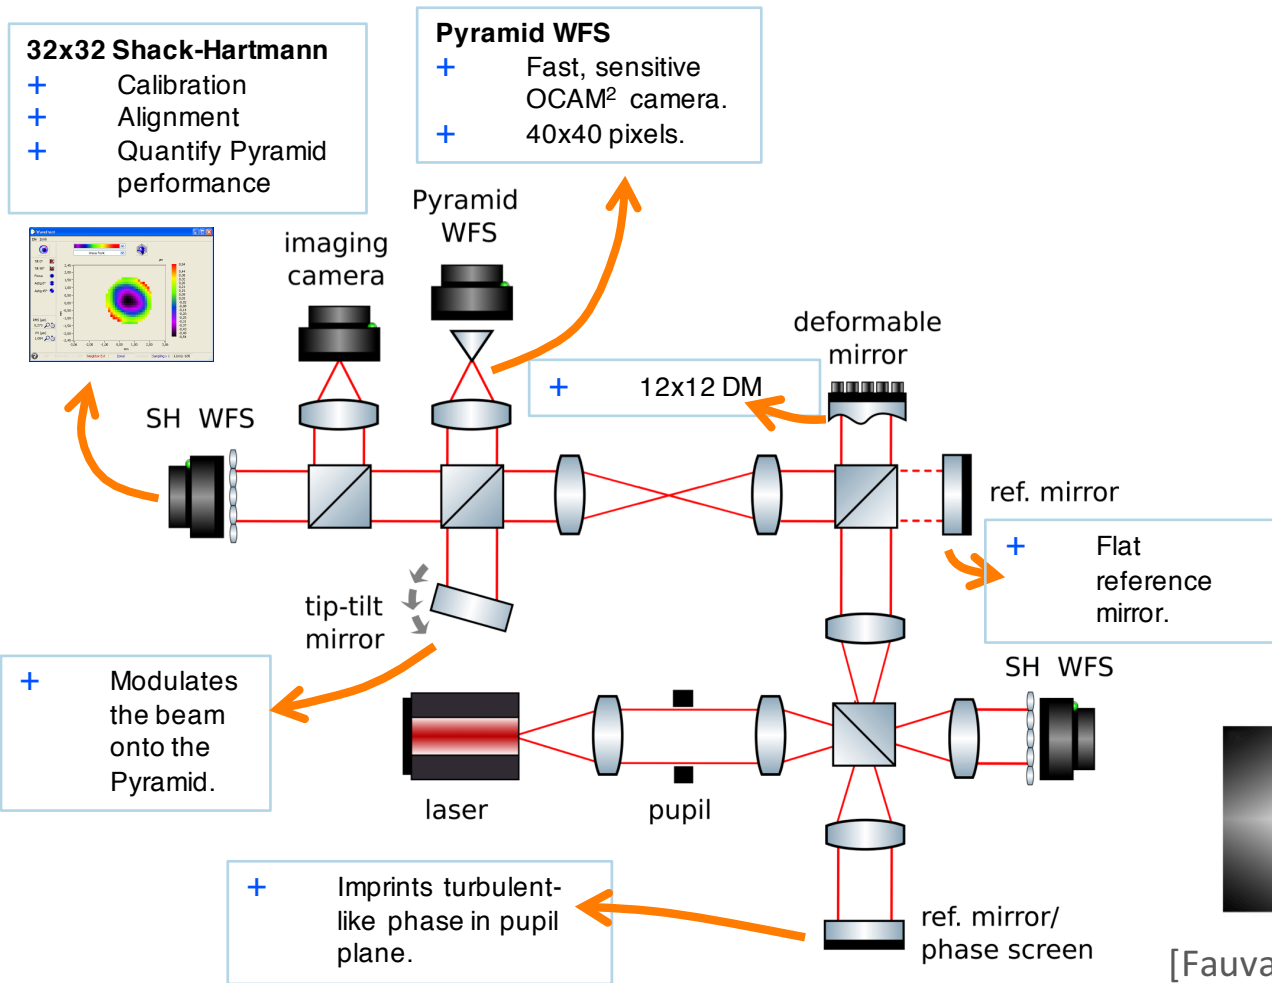 32x32 Shack-Hartmann
+ Calibration
+ Alignment
+ Quantify Pyramid
performance
Pyramid WFS
+ Fast, sensitive
OCAM² camera.
+ 40x40 pixels.
Pyramid
WFS
imaging
camera
deformable
mirror
+ 12x12 DM
SH WFS
ref. mirror
+ Flat
reference
mirror.
tip-tilt
mirror
+ Modulates
the beam
onto the
Pyramid.
SH WFS
laser
pupil
+ Imprints turbulent-
like phase in pupil
plane.
ref. mirror/
phase screen
[Fauva